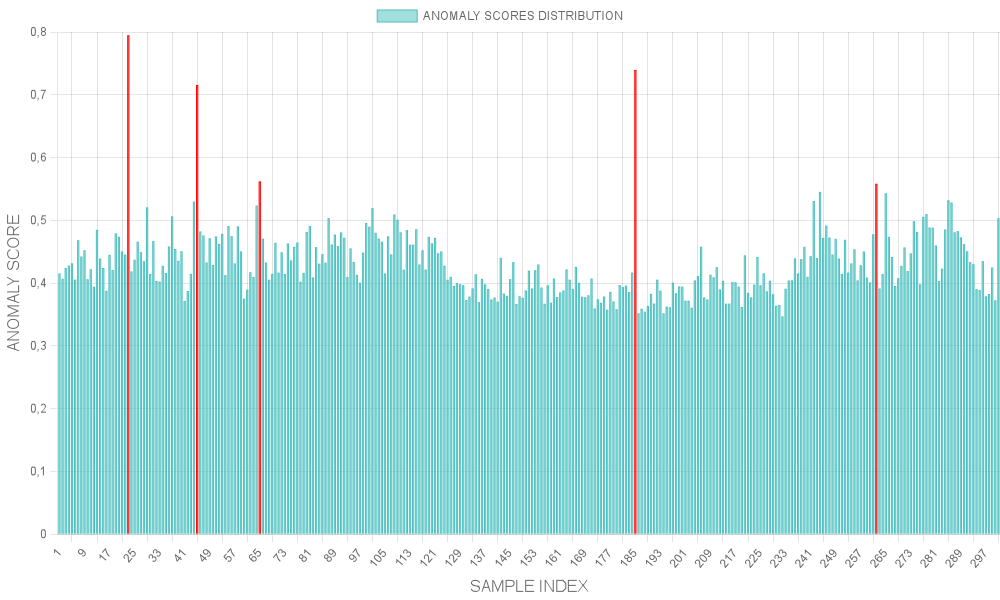 ANOMALY SCORES DISTRIBUTION
0,8
0,7
0,6
0,5
0,4
0,3
0,2
0,1
0
ANOMALY SCORE
1 9 17 25 33 41 49 57 65 73 81 89 97 105 113 121 129 137 145 153 161 169 177 185 193 201 209 217 225 233 241 249 257 265 273 281 289 297
SAMPLE INDEX